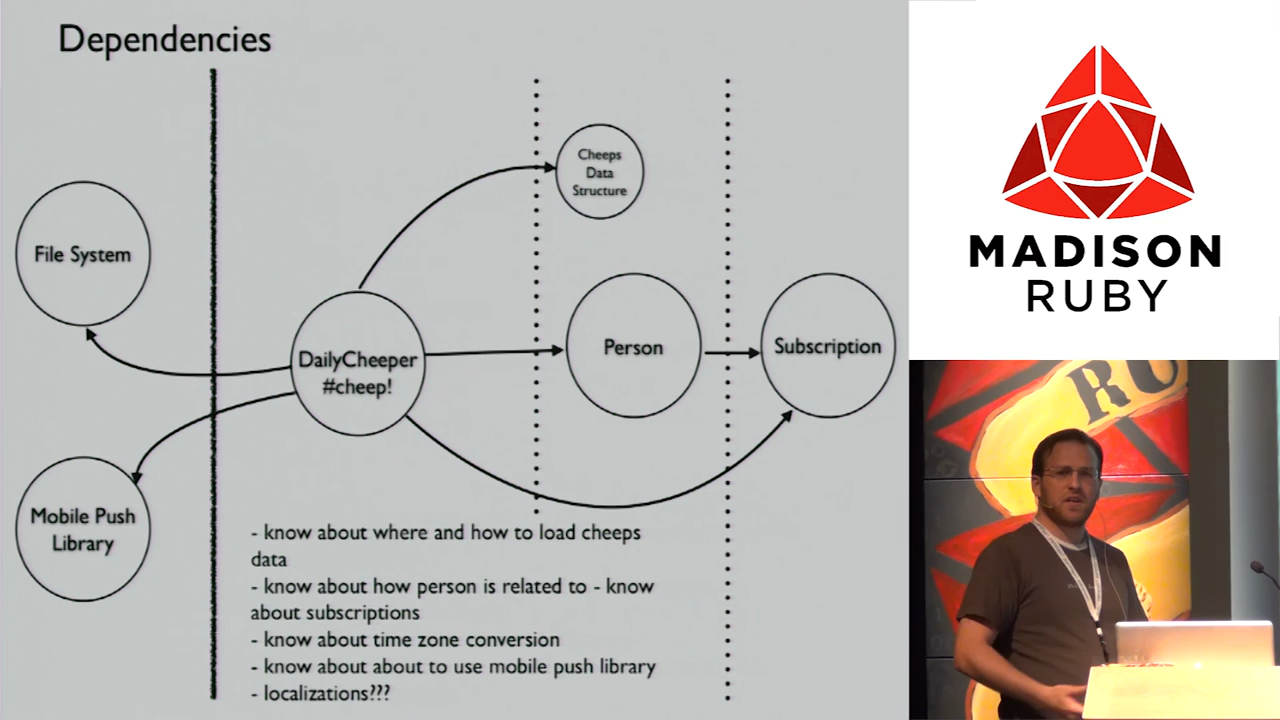 Dependencies
Cheeps
Data
Structure
File System
DailyCheeper
#cheep!
Person
Subscription
Mobile Push
Library
- know about where and how to load cheeps
data
- know about how person is related to - know
about subscriptions
- know about time zone conversion
- know about about to use mobile push library
- localizations???
MADISON
RUBY
RU